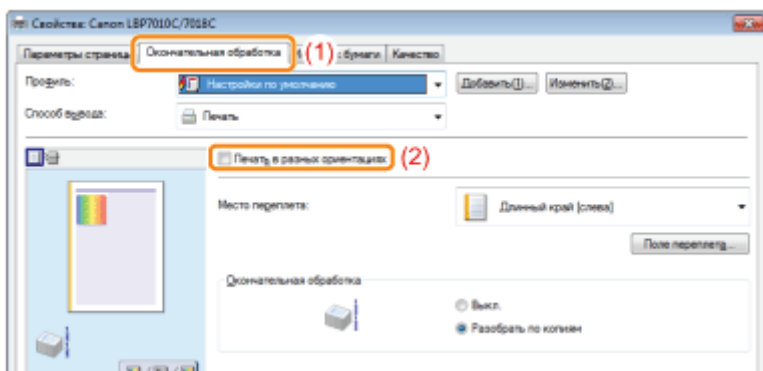 Свойства: Canon LBP7010C/7018C
Параметры страницы Окончательная обработка (1) бумаги Качество
Профиль: Настройки по умолчанию Добавить(1)... Изменить(2)...
Способ вывода: Печать
Печать в разных ориентациях (2)
Место переплета: Длинный край [слева]
Поле переплета...
Окончательная обработка
Выкл.
Разобрать по копиям